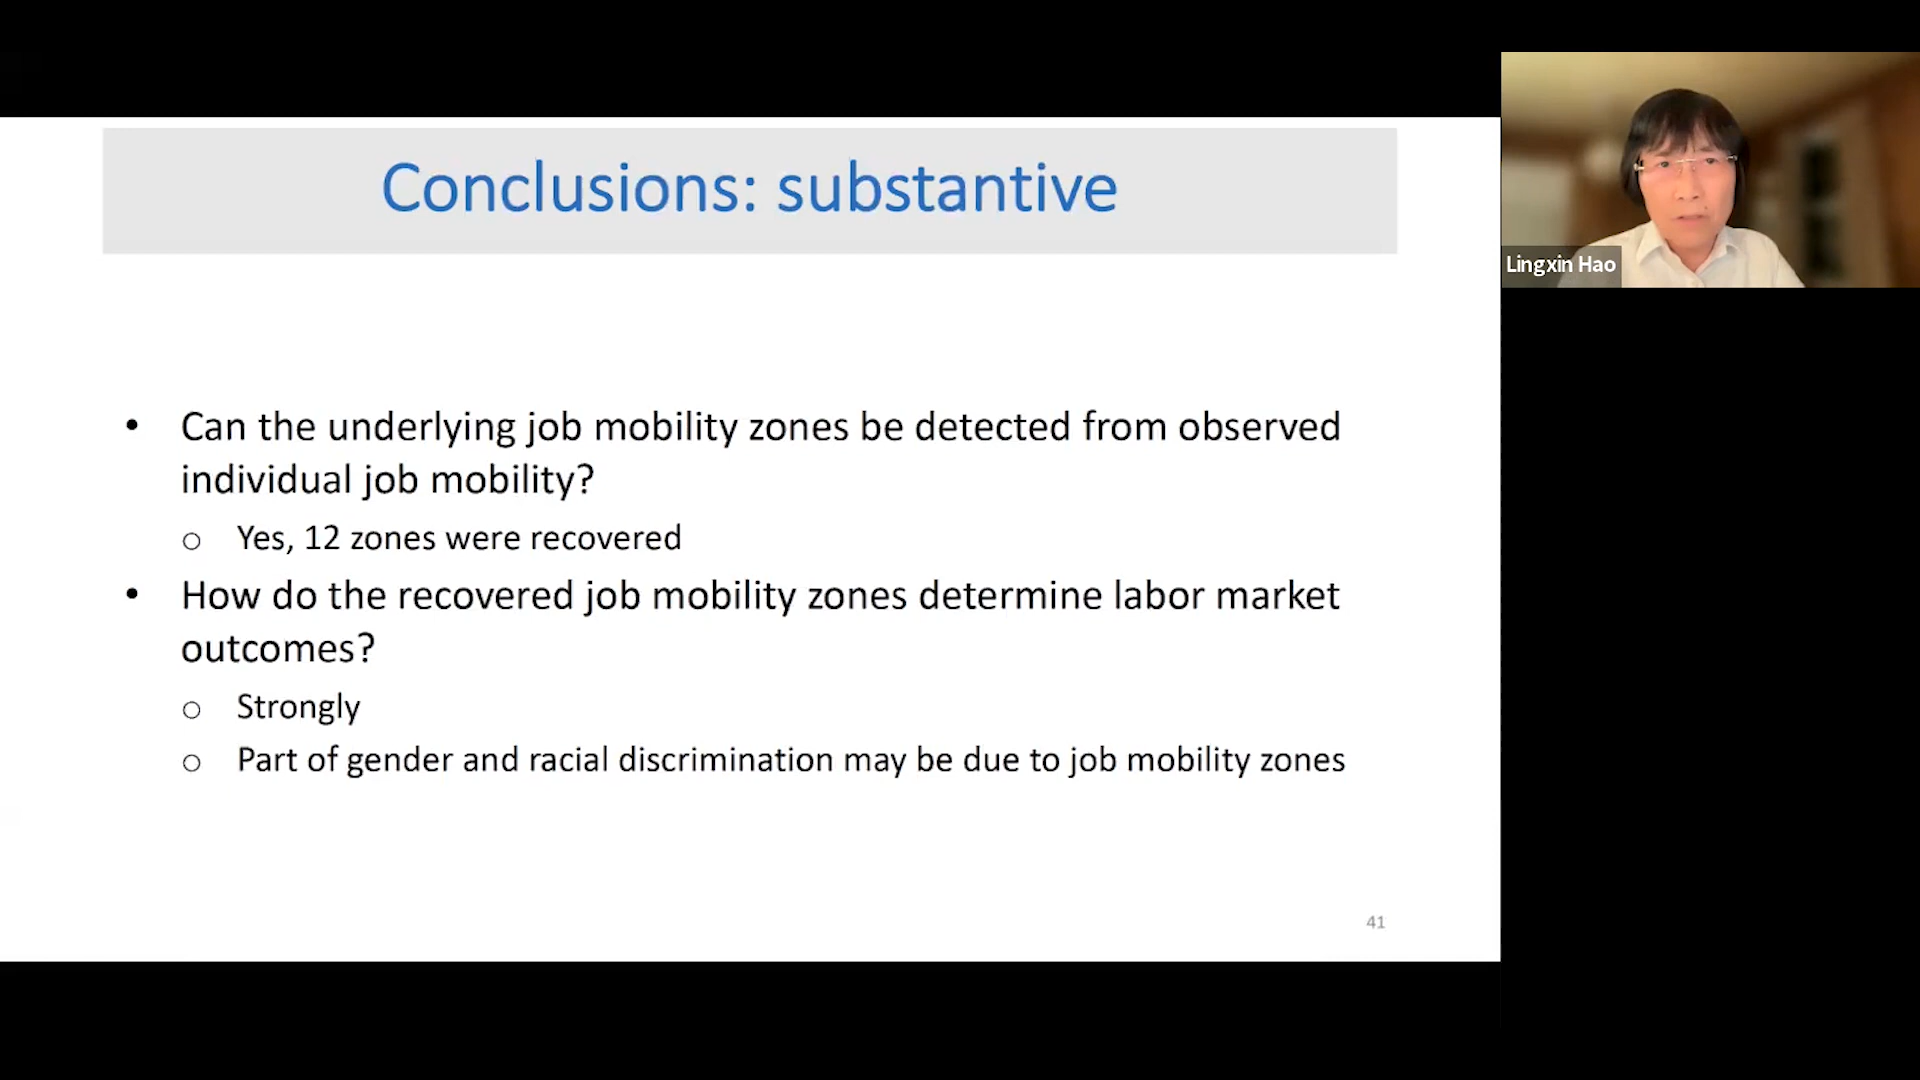 Conclusions: substantive
• Can the underlying job mobility zones be detected from observed
individual job mobility?
o Yes, 12 zones were recovered
• How do the recovered job mobility zones determine labor market
outcomes?
o Strongly
o Part of gender and racial discrimination may be due to job mobility zones
41
Lingxin Hao